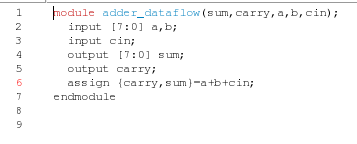 1 module adder_dataflow(sum,carry,a,b,cin);
2 input [7:0] a,b;
3 input cin;
4 output [7:0] sum;
5 output carry;
6 assign {carry,sum}=a+b+cin;
7 endmodule
8
9